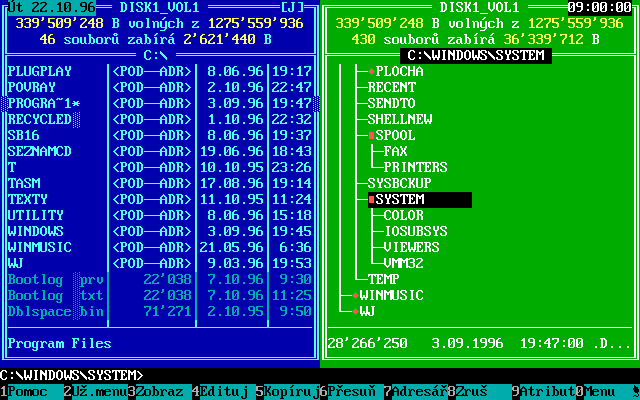 Út 22.10.96 DISK1_VOL1 [J]
339'509'248 B volných z 1275'559'936
46 souborů zabírá 2'621'440 B
C:\
PLUGPLAY <POD—ADR> 8.06.96 19:17
POVRAY <POD—ADR> 2.10.96 22:47
PROGRA~1* <POD—ADR> 3.09.96 19:47
RECYCLED <POD—ADR> 1.10.96 22:32
SB16 <POD—ADR> 8.06.96 19:37
SEZNAMCD <POD—ADR> 19.06.96 18:43
T <POD—ADR> 10.10.95 23:26
TASM <POD—ADR> 17.08.96 19:14
TEXTY <POD—ADR> 11.10.95 11:24
UTILITY <POD—ADR> 8.06.96 15:18
WINDOWS <POD—ADR> 3.09.96 19:45
WINMUSIC <POD—ADR> 21.05.96 6:36
WJ <POD—ADR> 9.03.96 19:53
Bootlog prv 22'038 7.10.96 9:30
Bootlog txt 22'038 7.10.96 11:25
Dblspace bin 71'271 2.10.95 9:50
Program Files
DISK1_VOL1 09:00:00
339'509'248 B volných z 1275'559'936
430 souborů zabírá 36'339'712 B
C:\WINDOWS\SYSTEM
PLOCHA
RECENT
SENDTO
SHELLNEW
SPOOL
FAX
PRINTERS
SYSBCKUP
SYSTEM
COLOR
IOSUBSYS
VIEWERS
VMM32
TEMP
WINMUSIC
WJ
28'266'250 3.09.1996 19:47:00 .D...
C:\WINDOWS\SYSTEM>
1Pomoc 2Už.menu 3Zobraz 4Edituj 5Kopíruj 6Přesuň 7Adresář 8Zruš 9Atribut 0Menu